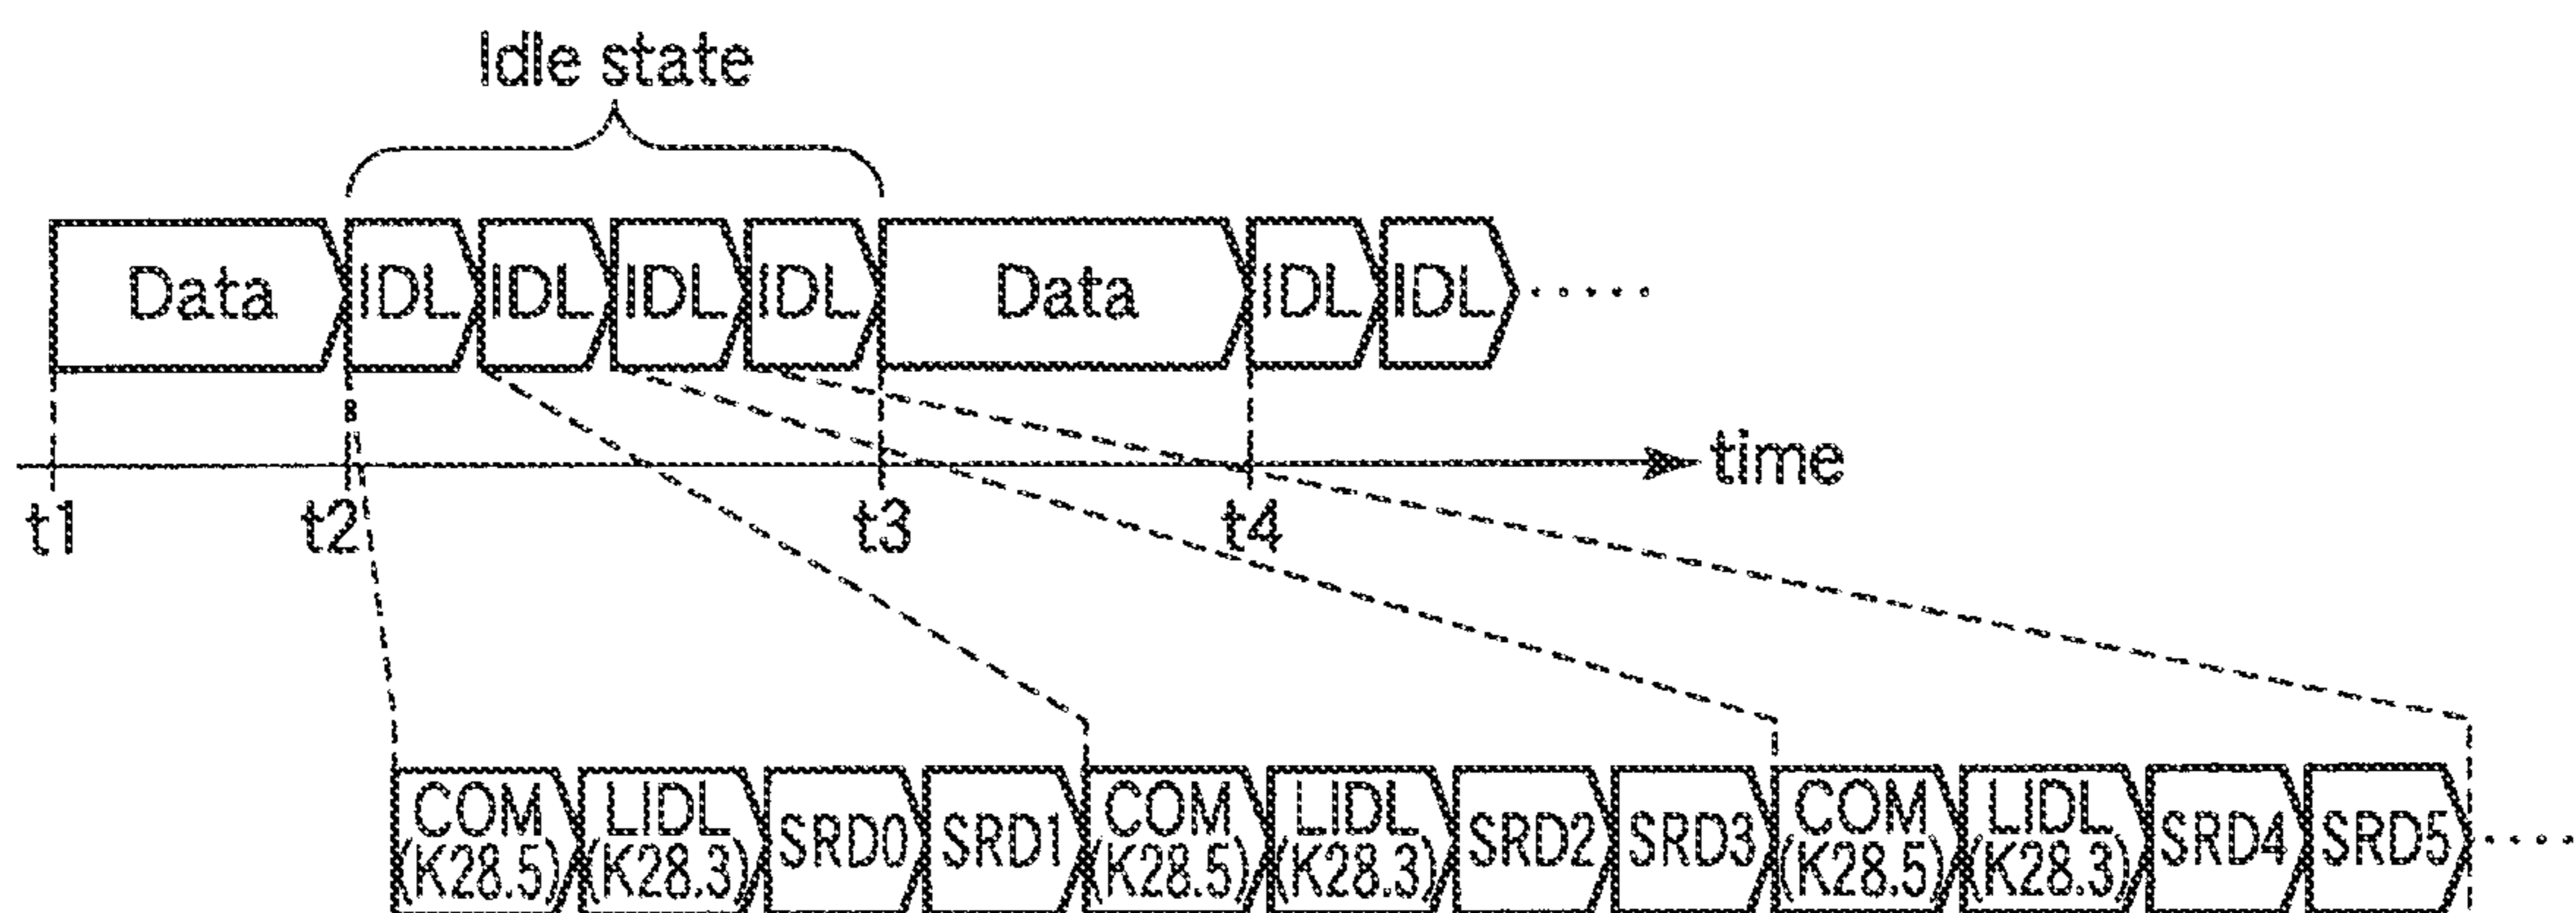 Idle state
Data IDL IDL IDL IDL Data IDL IDL ·····
time
t1 t2 t3 t4
COM LIDL SRD0 SRD1 COM LIDL SRD2 SRD3 COM LIDL SRD4 SRD5 ····
(K28.5) (K28.3) (K28.5) (K28.3) (K28.5) (K28.3)